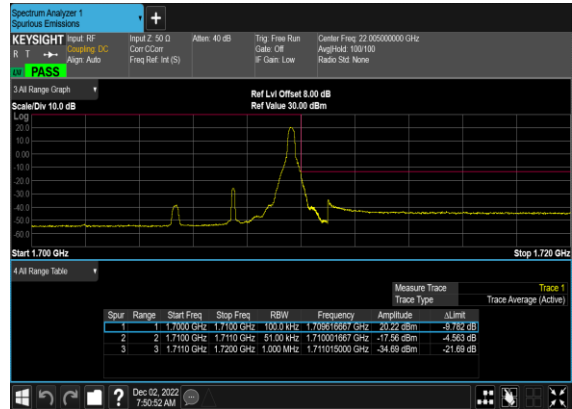 Spectrum Analyzer 1
Spurious Emissions
+
KEYSIGHT Input: RF Input Z: 50 Ω Atten: 40 dB Trig: Free Run Center Freq: 22.005000000 GHz
R T Coupling: DC Corr CCorr Gate: Off Avg|Hold: 100/100
Align: Auto Freq Ref: Int (S) IF Gain: Low Radio Std: None
PASS
3 All Range Graph Ref Lvl Offset 8.00 dB
Scale/Div 10.0 dB Ref Value 30.00 dBm
Log
20.0
10.0
0.00
-10.0
-20.0
-30.0
-40.0
-50.0
-60.0
Start 1.700 GHz Stop 1.720 GHz
4 All Range Table
Measure Trace Trace 1
Trace Type Trace Average (Active)
Spur Range Start Freq Stop Freq RBW Frequency Amplitude ΔLimit
1 1 1.7000 GHz 1.7100 GHz 100.0 kHz 1.709616667 GHz 20.22 dBm -9.782 dB
2 2 1.7100 GHz 1.7110 GHz 51.00 kHz 1.710001667 GHz -17.56 dBm -4.563 dB
3 3 1.7110 GHz 1.7200 GHz 1.000 MHz 1.711015000 GHz -34.69 dBm -21.69 dB
? Dec 02, 2022
7:50:52 AM